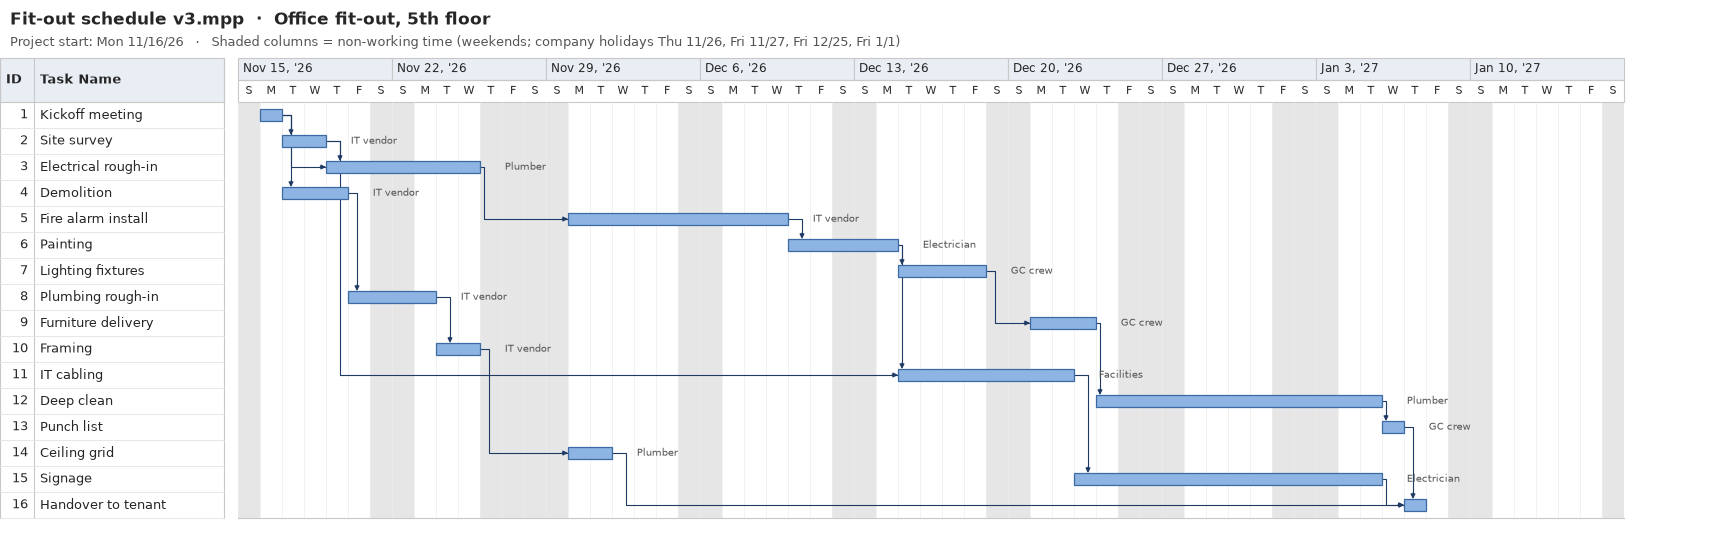 Fit-out schedule v3.mpp · Office fit-out, 5th floor
Project start: Mon 11/16/26 · Shaded columns = non-working time (weekends; company holidays Thu 11/26, Fri 11/27, Fri 12/25, Fri 1/1)
ID Task Name Nov 15, '26 Nov 22, '26 Nov 29, '26 Dec 6, '26 Dec 13, '26 Dec 20, '26 Dec 27, '26 Jan 3, '27 Jan 10, '27
S M T W T F S S M T W T F S S M T W T F S S M T W T F S S M T W T F S S M T W T F S S M T W T F S S M T W T F S S M T W T F S
1 Kickoff meeting
2 Site survey IT vendor
3 Electrical rough-in Plumber
4 Demolition IT vendor
5 Fire alarm install IT vendor
6 Painting Electrician
7 Lighting fixtures GC crew
8 Plumbing rough-in IT vendor
9 Furniture delivery GC crew
10 Framing IT vendor
11 IT cabling Facilities
12 Deep clean Plumber
13 Punch list GC crew
14 Ceiling grid Plumber
15 Signage Electrician
16 Handover to tenant